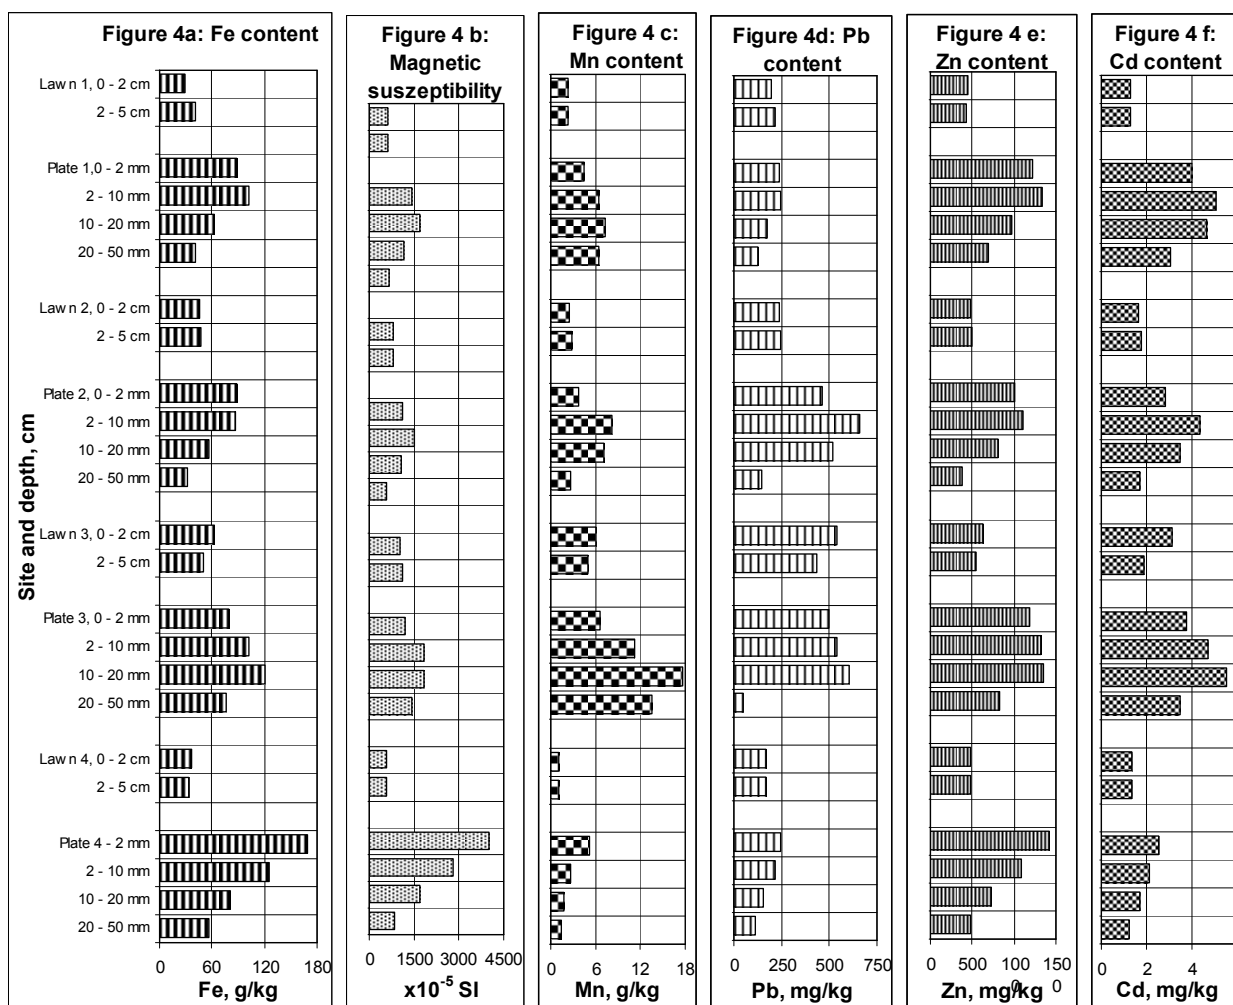 Figure 4a: Fe content
Figure 4 b:
Magnetic
suszeptibility
Figure 4 c:
Mn content
Figure 4d: Pb
content
Figure 4 e:
Zn content
Figure 4 f:
Cd content
Site and depth, cm
Lawn 1, 0 - 2 cm
2 - 5 cm
Plate 1,0 - 2 mm
2 - 10 mm
10 - 20 mm
20 - 50 mm
Lawn 2, 0 - 2 cm
2 - 5 cm
Plate 2, 0 - 2 mm
2 - 10 mm
10 - 20 mm
20 - 50 mm
Lawn 3, 0 - 2 cm
2 - 5 cm
Plate 3, 0 - 2 mm
2 - 10 mm
10 - 20 mm
20 - 50 mm
Lawn 4, 0 - 2 cm
2 - 5 cm
Plate 4 - 2 mm
2 - 10 mm
10 - 20 mm
20 - 50 mm
0 60 120 180
Fe, g/kg
0 1500 3000 4500
x10⁻⁵ SI
0 6 12 18
Mn, g/kg
0 250 500 750
Pb, mg/kg
0 500 100 150
0 0
Zn, mg/kg
0 2 4
Cd, mg/kg